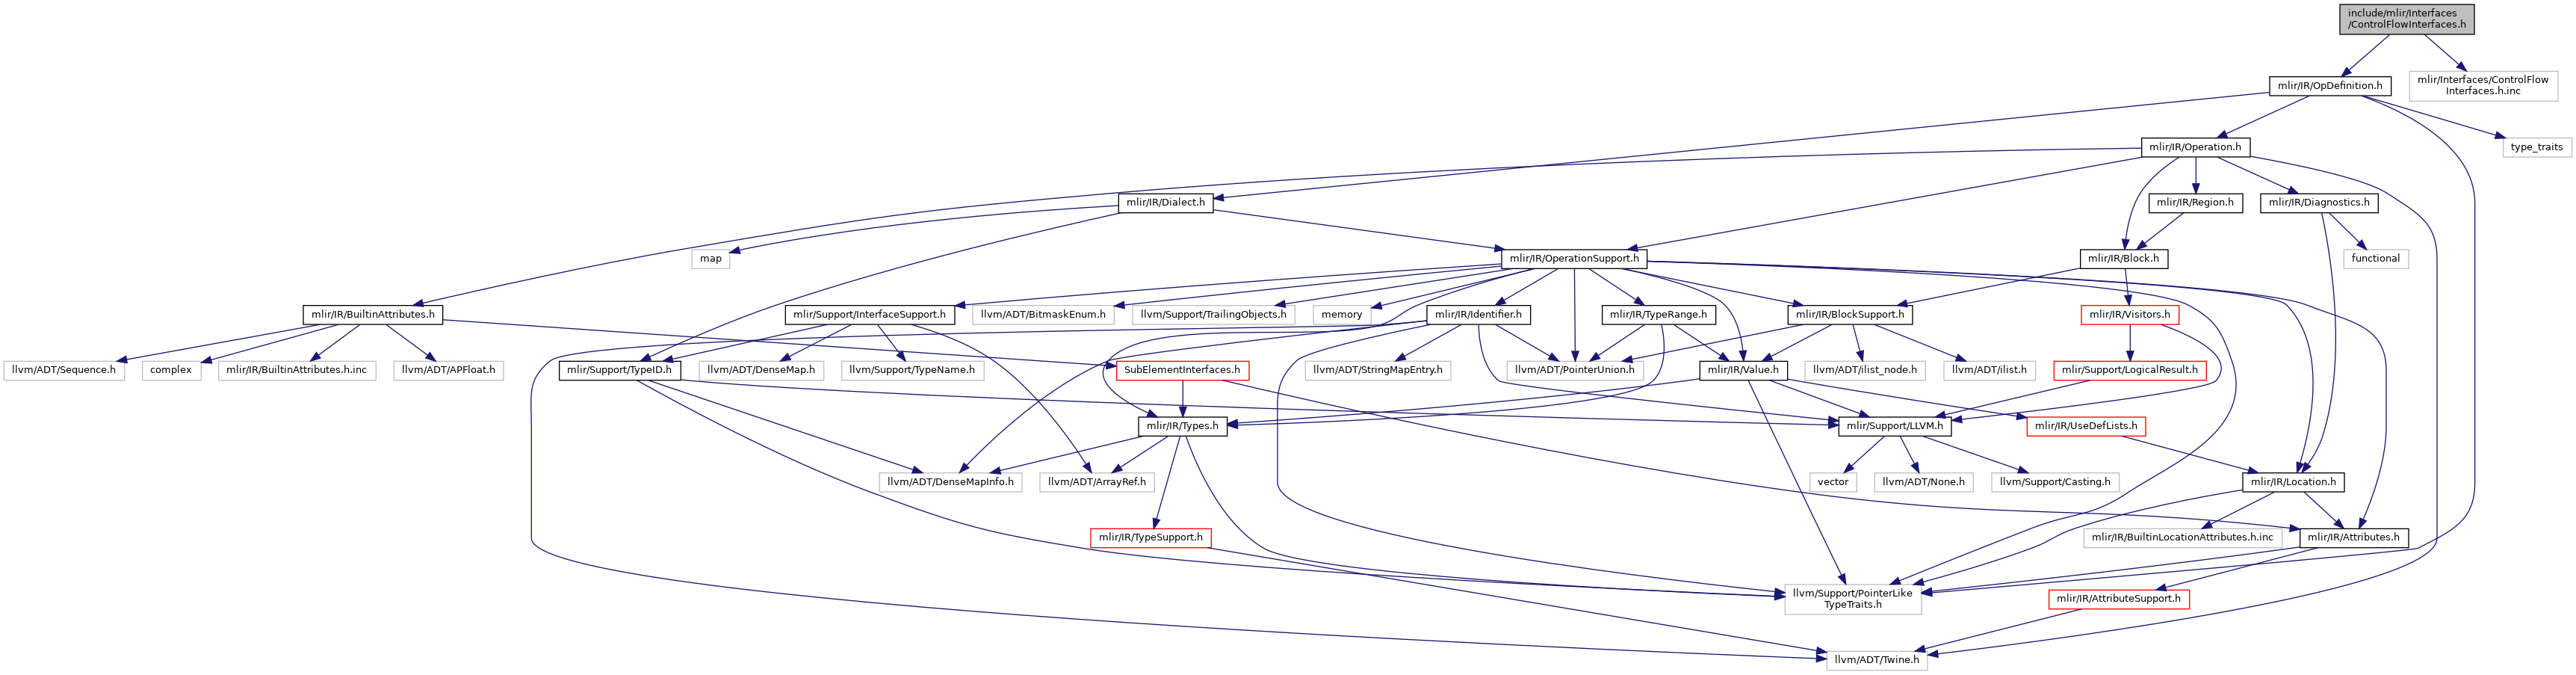 include/mlir/Interfaces
/ControlFlowInterfaces.h
mlir/IR/OpDefinition.h
mlir/Interfaces/ControlFlow
Interfaces.h.inc
mlir/IR/Operation.h
type_traits
mlir/IR/Dialect.h
mlir/IR/Region.h
mlir/IR/Diagnostics.h
map
mlir/IR/OperationSupport.h
mlir/IR/Block.h
functional
mlir/IR/BuiltinAttributes.h
mlir/Support/InterfaceSupport.h
llvm/ADT/BitmaskEnum.h
llvm/Support/TrailingObjects.h
memory
mlir/IR/Identifier.h
mlir/IR/TypeRange.h
mlir/IR/BlockSupport.h
mlir/IR/Visitors.h
llvm/ADT/Sequence.h
complex
mlir/IR/BuiltinAttributes.h.inc
llvm/ADT/APFloat.h
mlir/Support/TypeID.h
llvm/ADT/DenseMap.h
llvm/Support/TypeName.h
SubElementInterfaces.h
llvm/ADT/StringMapEntry.h
llvm/ADT/PointerUnion.h
mlir/IR/Value.h
llvm/ADT/ilist_node.h
llvm/ADT/ilist.h
mlir/Support/LogicalResult.h
mlir/IR/Types.h
mlir/Support/LLVM.h
mlir/IR/UseDefLists.h
llvm/ADT/DenseMapInfo.h
llvm/ADT/ArrayRef.h
vector
llvm/ADT/None.h
llvm/Support/Casting.h
mlir/IR/Location.h
mlir/IR/TypeSupport.h
mlir/IR/BuiltinLocationAttributes.h.inc
mlir/IR/Attributes.h
llvm/Support/PointerLike
TypeTraits.h
mlir/IR/AttributeSupport.h
llvm/ADT/Twine.h